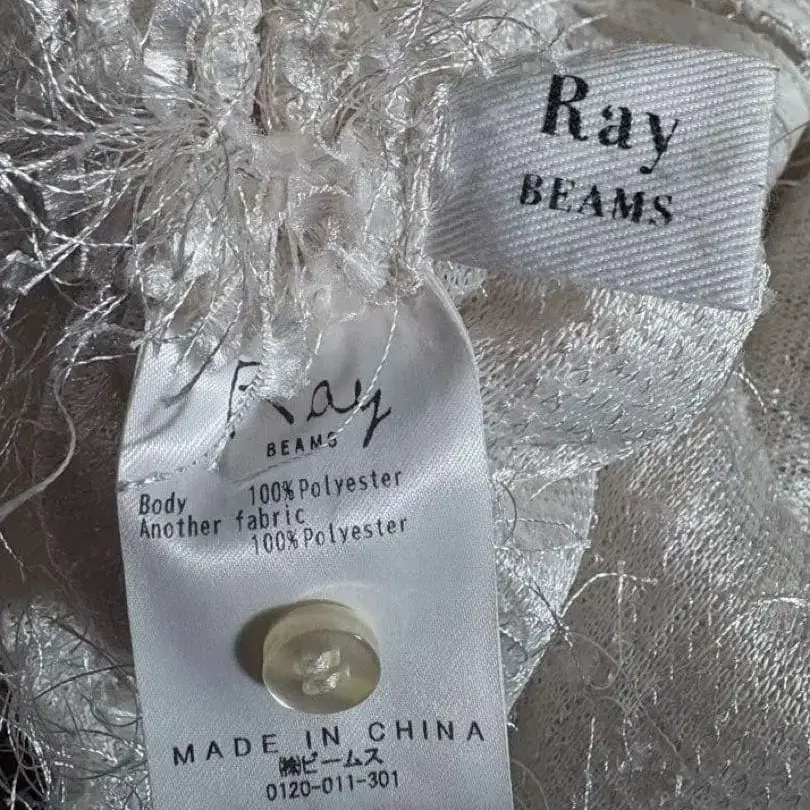 Ray
BEAMS
Ray
BEAMS
Body 100%Polyester
Another fabric
100%Polyester
MADE IN CHINA
㈱ビームス
0120-011-301